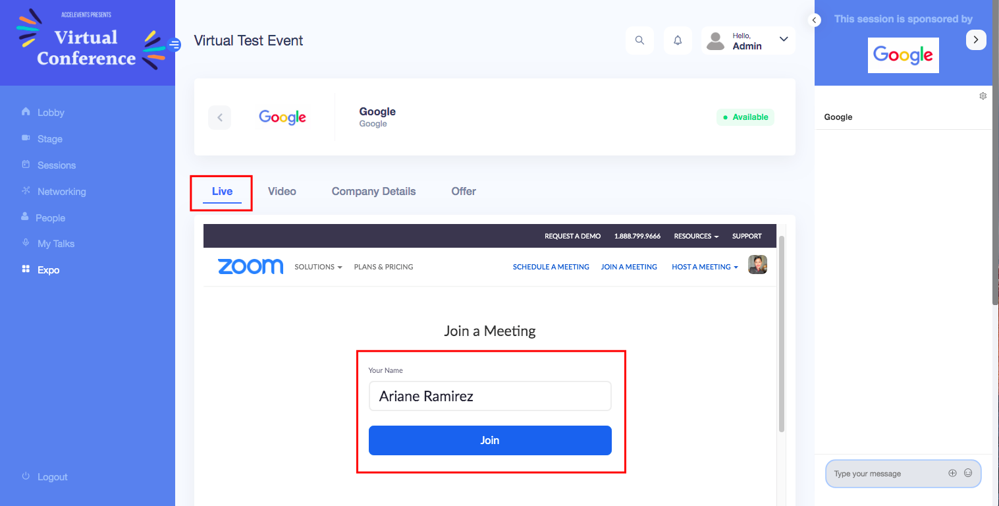 ACCELEVENTS PRESENTS
Virtual
Conference
Lobby
Stage
Sessions
Networking
People
My Talks
Expo
Logout
Virtual Test Event
Hello,
Admin
Google
Google
Google
Available
Live Video Company Details Offer
REQUEST A DEMO 1.888.799.9666 RESOURCES SUPPORT
zoom SOLUTIONS PLANS & PRICING SCHEDULE A MEETING JOIN A MEETING HOST A MEETING
Join a Meeting
Your Name
Ariane Ramirez
Join
This session is sponsored by
Google
Google
Type your message